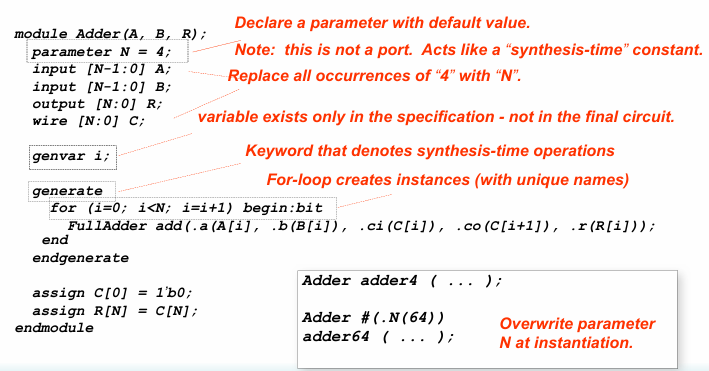 Declare a parameter with default value.
module Adder(A, B, R);
parameter N = 4;
Note: this is not a port. Acts like a “synthesis-time” constant.
input [N-1:0] A;
Replace all occurrences of “4” with “N”.
input [N-1:0] B;
output [N:0] R;
wire [N:0] C;
variable exists only in the specification - not in the final circuit.
genvar i;
Keyword that denotes synthesis-time operations
For-loop creates instances (with unique names)
generate
for (i=0; i<N; i=i+1) begin:bit
FullAdder add(.a(A[i], .b(B[i]), .ci(C[i]), .co(C[i+1]), .r(R[i]));
end
endgenerate
assign C[0] = 1’b0;
assign R[N] = C[N];
endmodule
Adder adder4 ( ... );
Adder #(.N(64))
adder64 ( ... );
Overwrite parameter
N at instantiation.